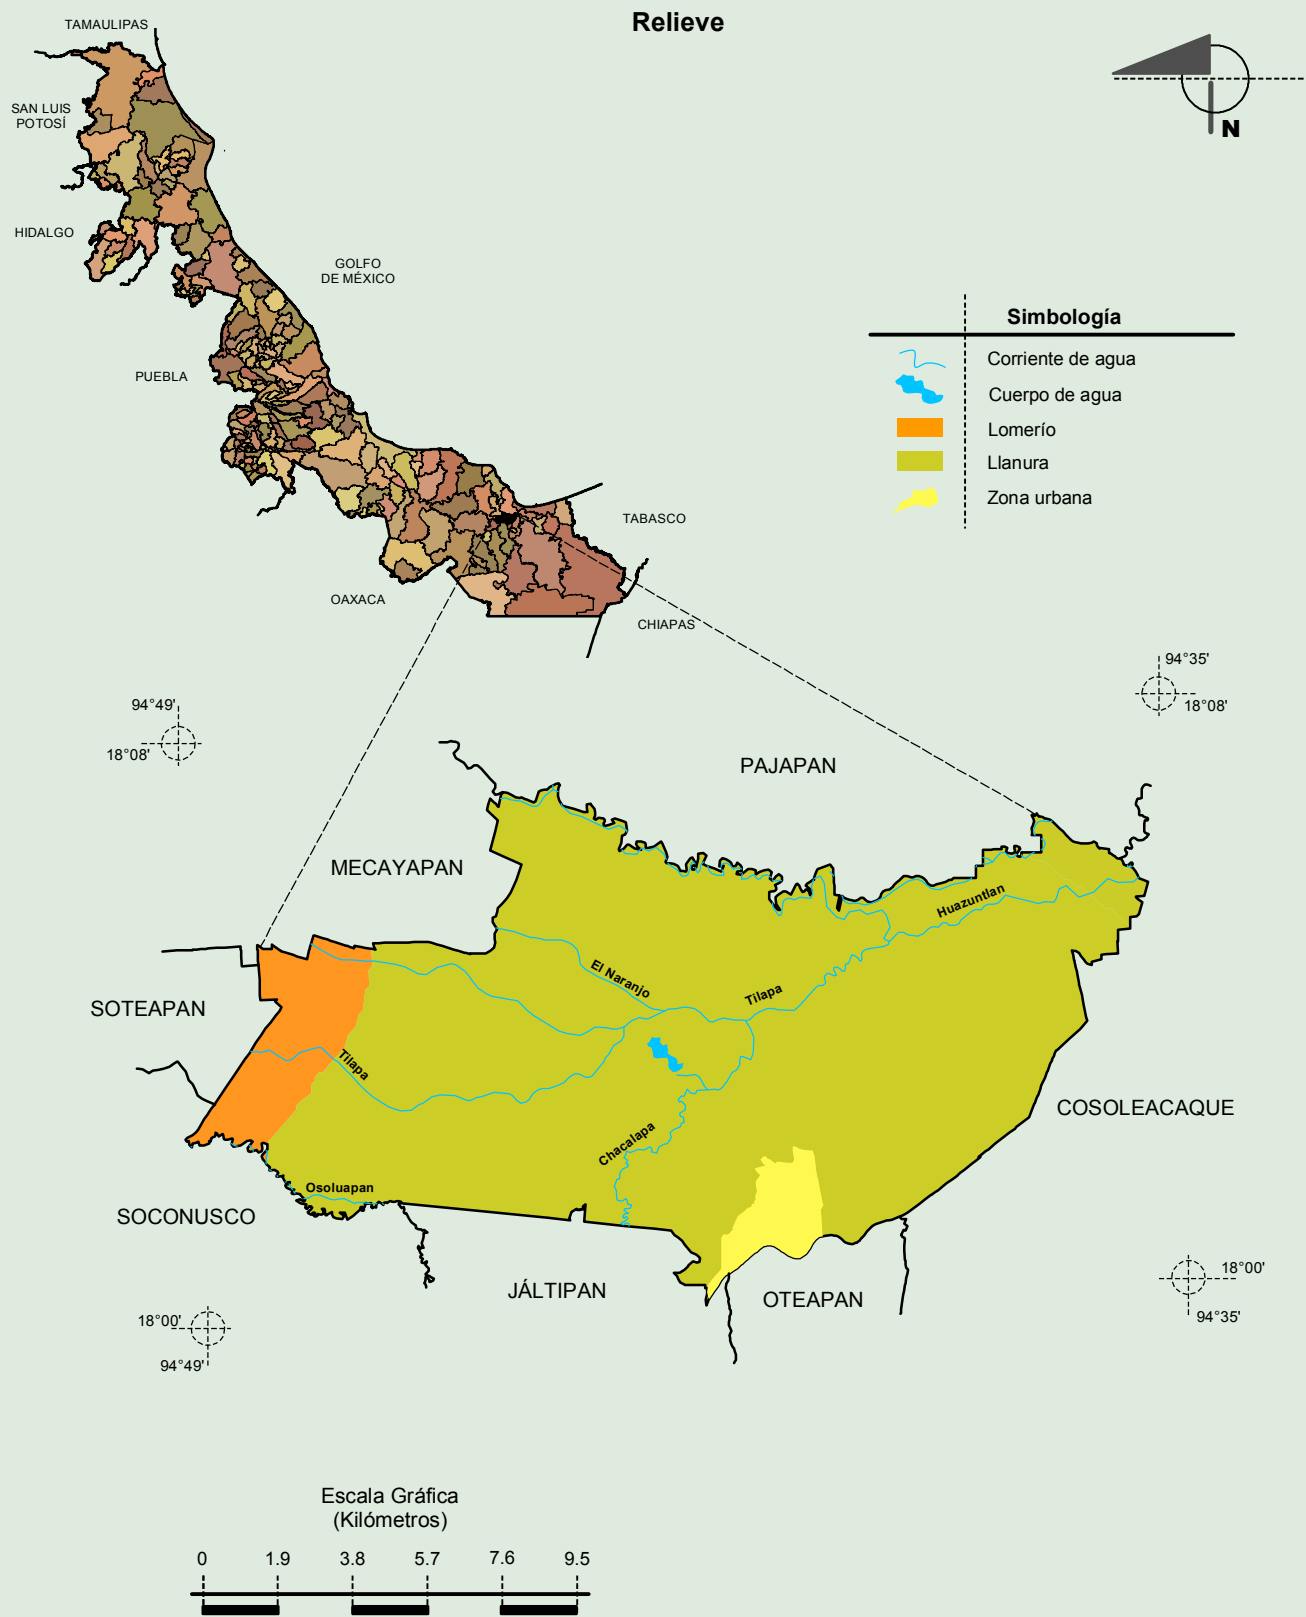 Relieve
TAMAULIPAS
SAN LUIS
POTOSÍ
N
HIDALGO
GOLFO
DE MÉXICO
PUEBLA
Simbología
Corriente de agua
Cuerpo de agua
Lomerío
Llanura
Zona urbana
TABASCO
OAXACA
CHIAPAS
94°35'
18°08'
94°49'
18°08'
PAJAPAN
MECAYAPAN
Huazuntlan
El Naranjo
Tilapa
SOTEAPAN
Tilapa
COSOLEACAQUE
Chacalapa
Osoluapan
SOCONUSCO
JÁLTIPAN
OTEAPAN
18°00'
94°35'
18°00'
94°49'
Escala Gráfica
(Kilómetros)
0 1.9 3.8 5.7 7.6 9.5